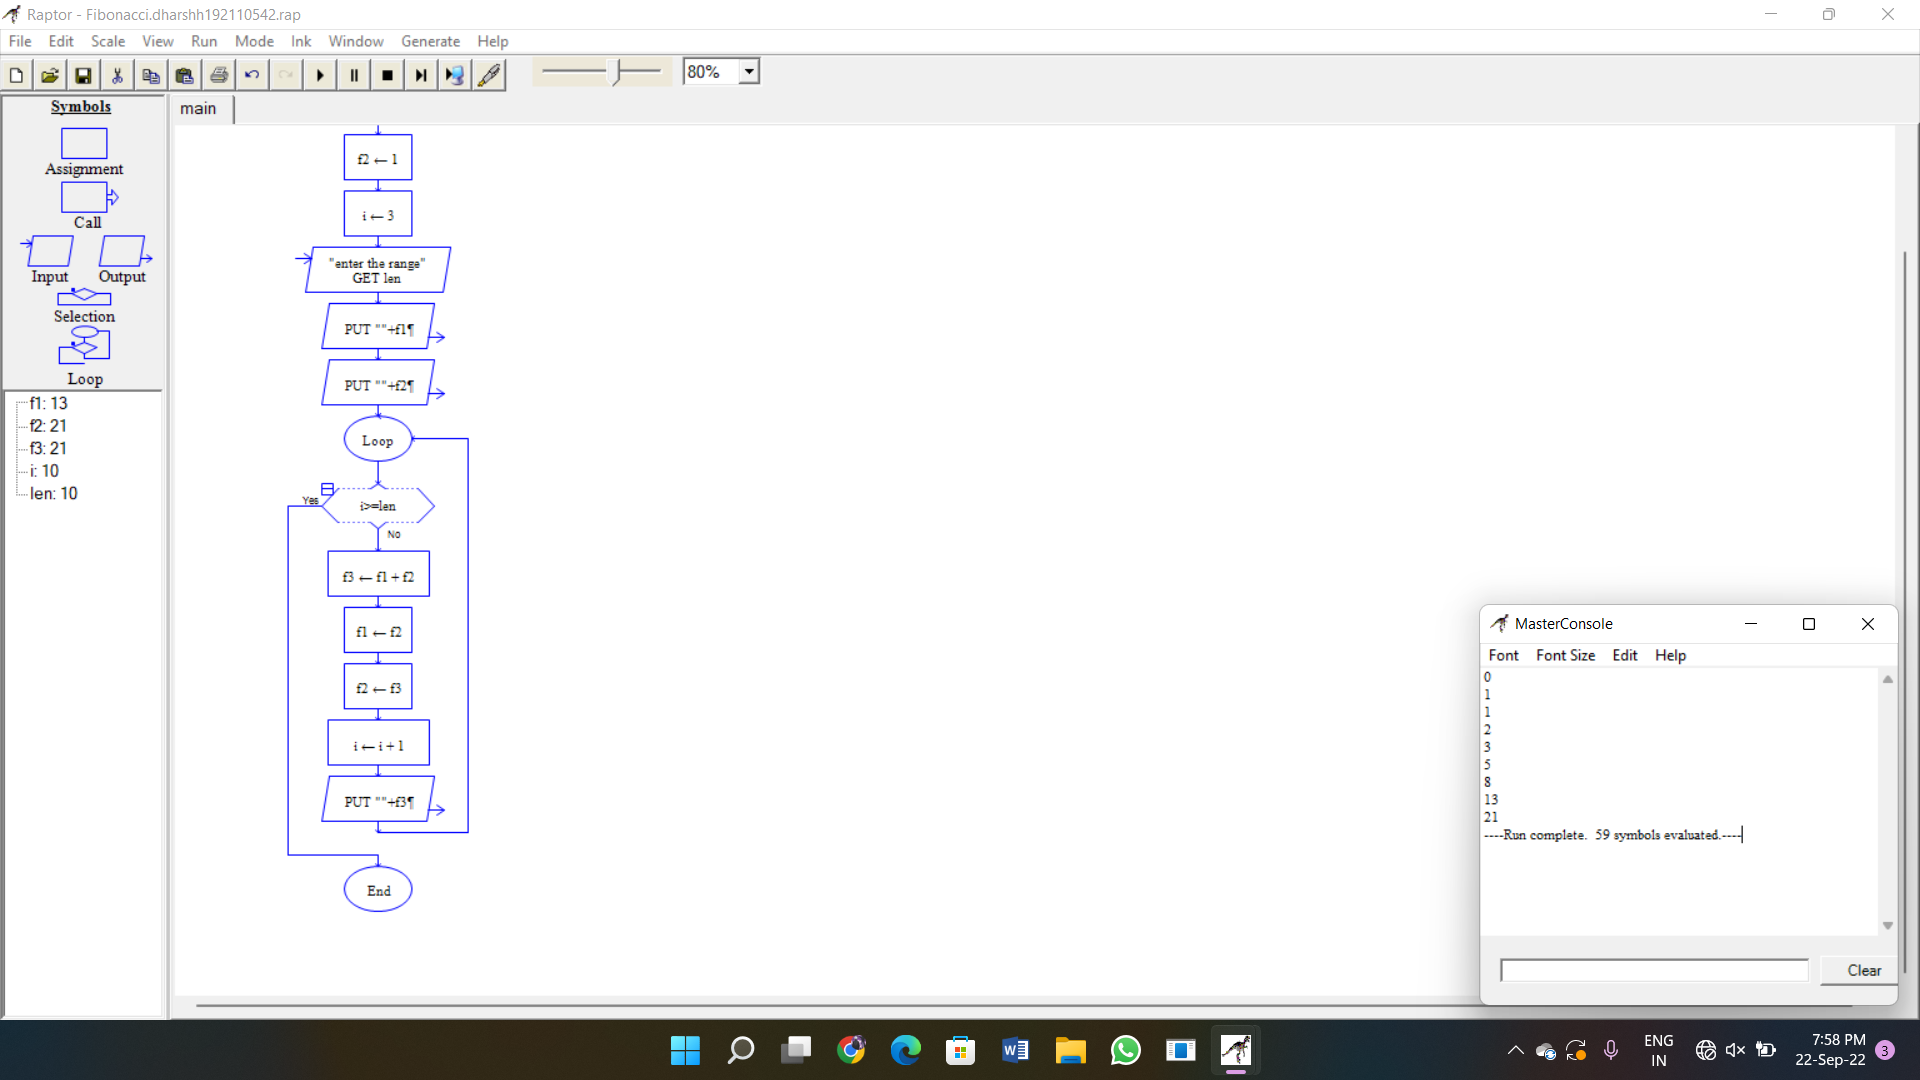 Raptor - Fibonacci.dharshh192110542.rap
File Edit Scale View Run Mode Ink Window Generate Help
80%
Symbols
main
Assignment
Call
Input Output
Selection
Loop
f1: 13
f2: 21
f3: 21
i: 10
len: 10
f2 ← 1
i ← 3
"enter the range"
GET len
PUT ""+f1¶
PUT ""+f2¶
Loop
Yes
i>=len
No
f3 ← f1 + f2
f1 ← f2
f2 ← f3
i ← i + 1
PUT ""+f3¶
End
MasterConsole
Font Font Size Edit Help
0
1
1
2
3
5
8
13
21
----Run complete. 59 symbols evaluated.----
Clear
ENG
IN
7:58 PM
22-Sep-22
3